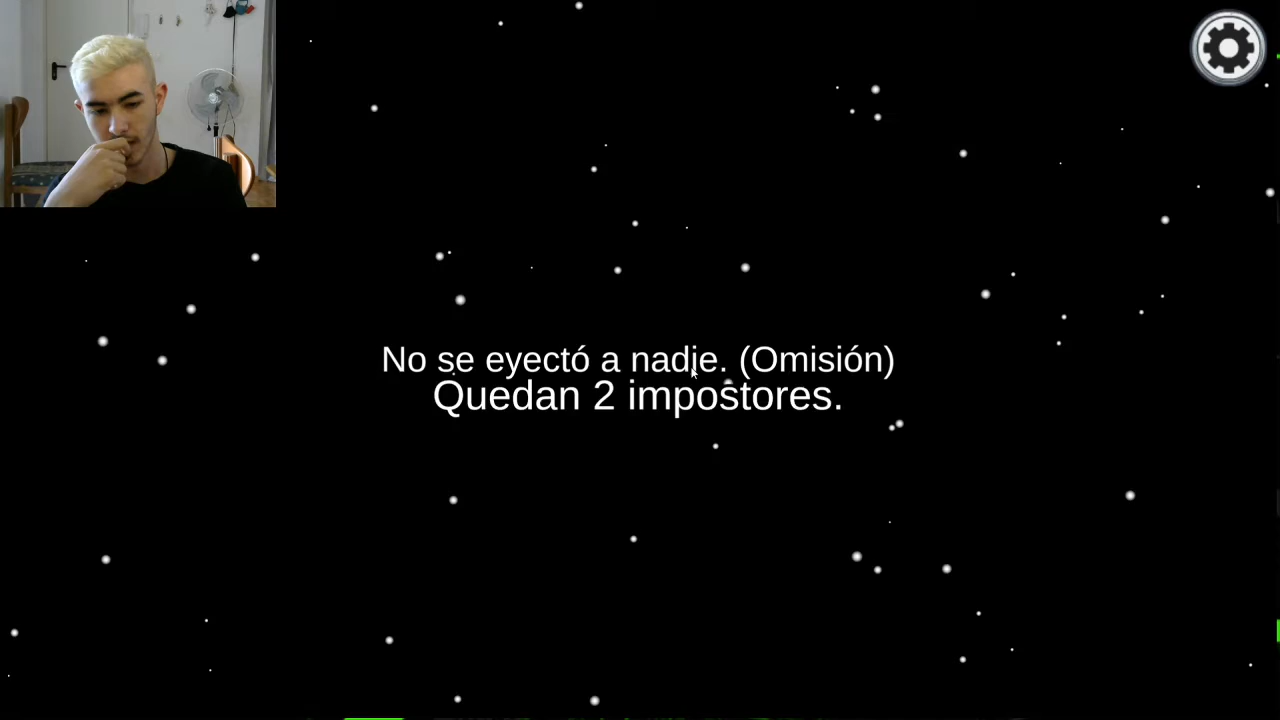 No se eyectó a nadie. (Omisión)
Quedan 2 impostores.